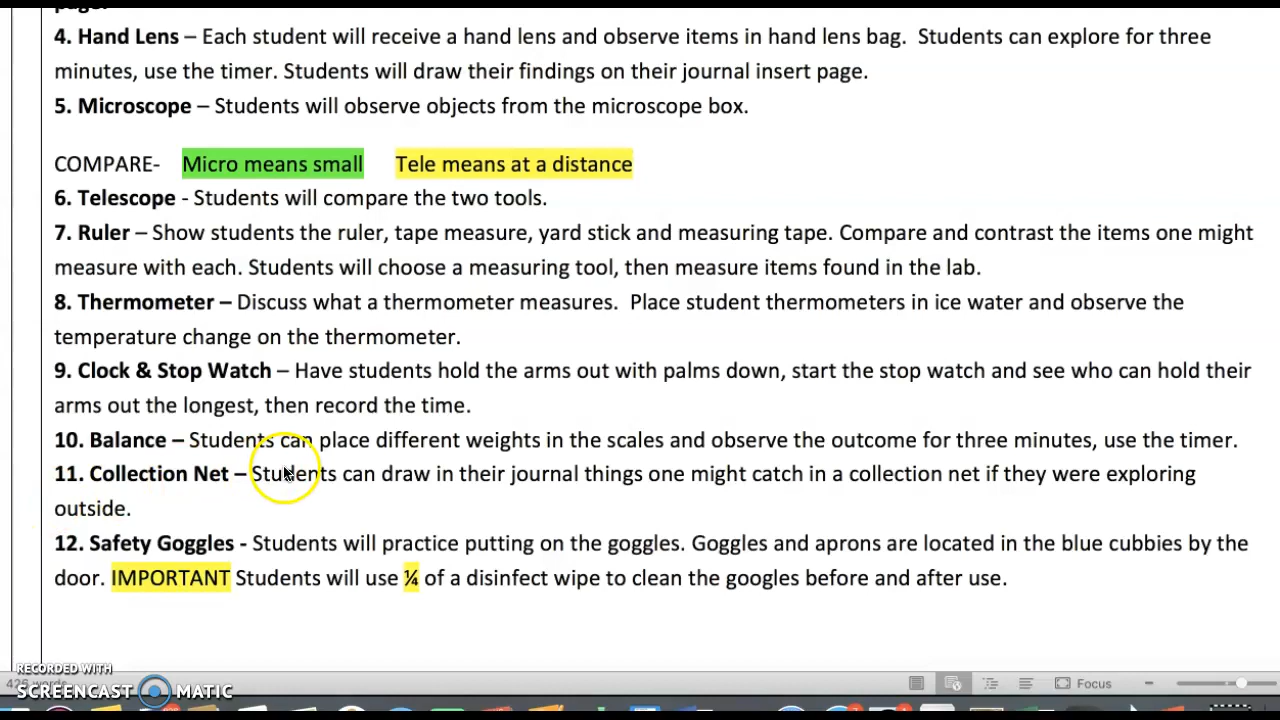 page.
4. Hand Lens – Each student will receive a hand lens and observe items in hand lens bag.  Students can explore for three
minutes, use the timer. Students will draw their findings on their journal insert page.
5. Microscope – Students will observe objects from the microscope box.
COMPARE-    Micro means small    Tele means at a distance
6. Telescope - Students will compare the two tools.
7. Ruler – Show students the ruler, tape measure, yard stick and measuring tape. Compare and contrast the items one might
measure with each. Students will choose a measuring tool, then measure items found in the lab.
8. Thermometer – Discuss what a thermometer measures.  Place student thermometers in ice water and observe the
temperature change on the thermometer.
9. Clock & Stop Watch – Have students hold the arms out with palms down, start the stop watch and see who can hold their
arms out the longest, then record the time.
10. Balance – Students can place different weights in the scales and observe the outcome for three minutes, use the timer.
11. Collection Net – Students can draw in their journal things one might catch in a collection net if they were exploring
outside.
12. Safety Goggles - Students will practice putting on the goggles. Goggles and aprons are located in the blue cubbies by the
door. IMPORTANT Students will use ¼ of a disinfect wipe to clean the googles before and after use.
RECORDED WITH
SCREENCAST MATIC
Focus